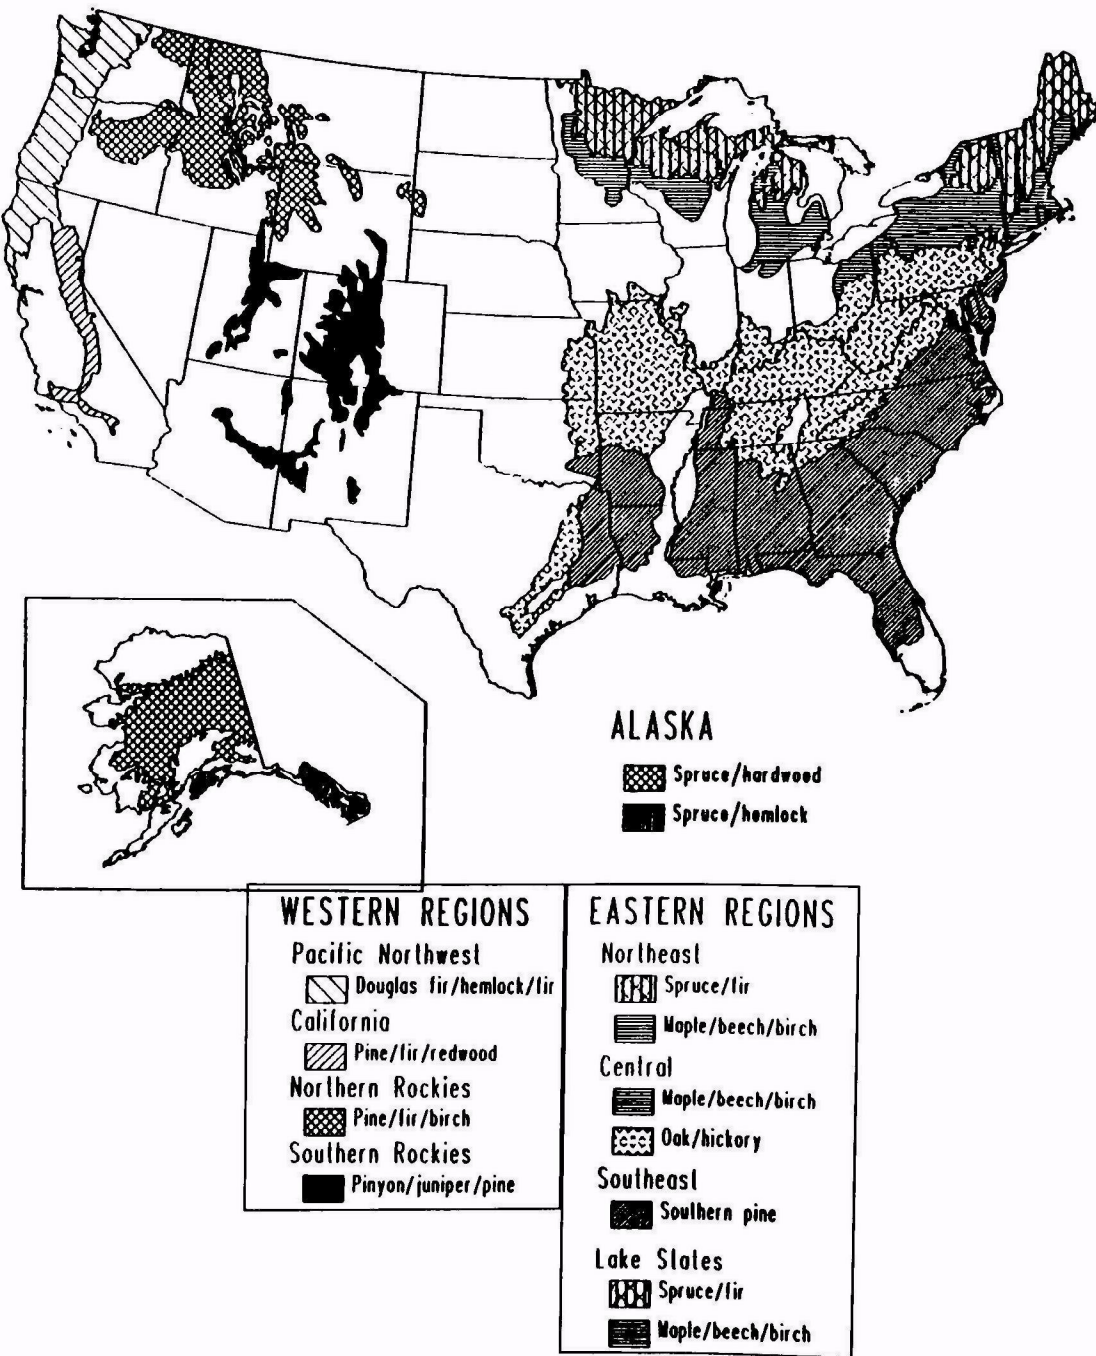 ALASKA
Spruce/hardwood
Spruce/hemlock
WESTERN REGIONS
Pacific Northwest
Douglas fir/hemlock/fir
California
Pine/fir/redwood
Northern Rockies
Pine/fir/birch
Southern Rockies
Pinyon/juniper/pine
EASTERN REGIONS
Northeast
Spruce/fir
Maple/beech/birch
Central
Maple/beech/birch
Oak/hickory
Southeast
Southern pine
Lake States
Spruce/fir
Maple/beech/birch